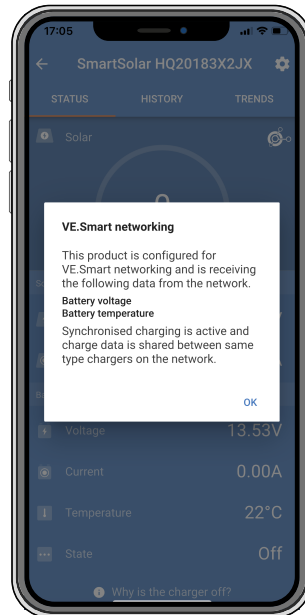 17:05
SmartSolar HQ20183X2JX
STATUS HISTORY TRENDS
Solar
VE.Smart networking
This product is configured for
VE.Smart networking and is receiving
the following data from the network.
Battery voltage
Battery temperature
Synchronised charging is active and
charge data is shared between same
type chargers on the network.
OK
Voltage 13.53V
Current 0.00A
Temperature 22°C
State Off
Why is the charger off?